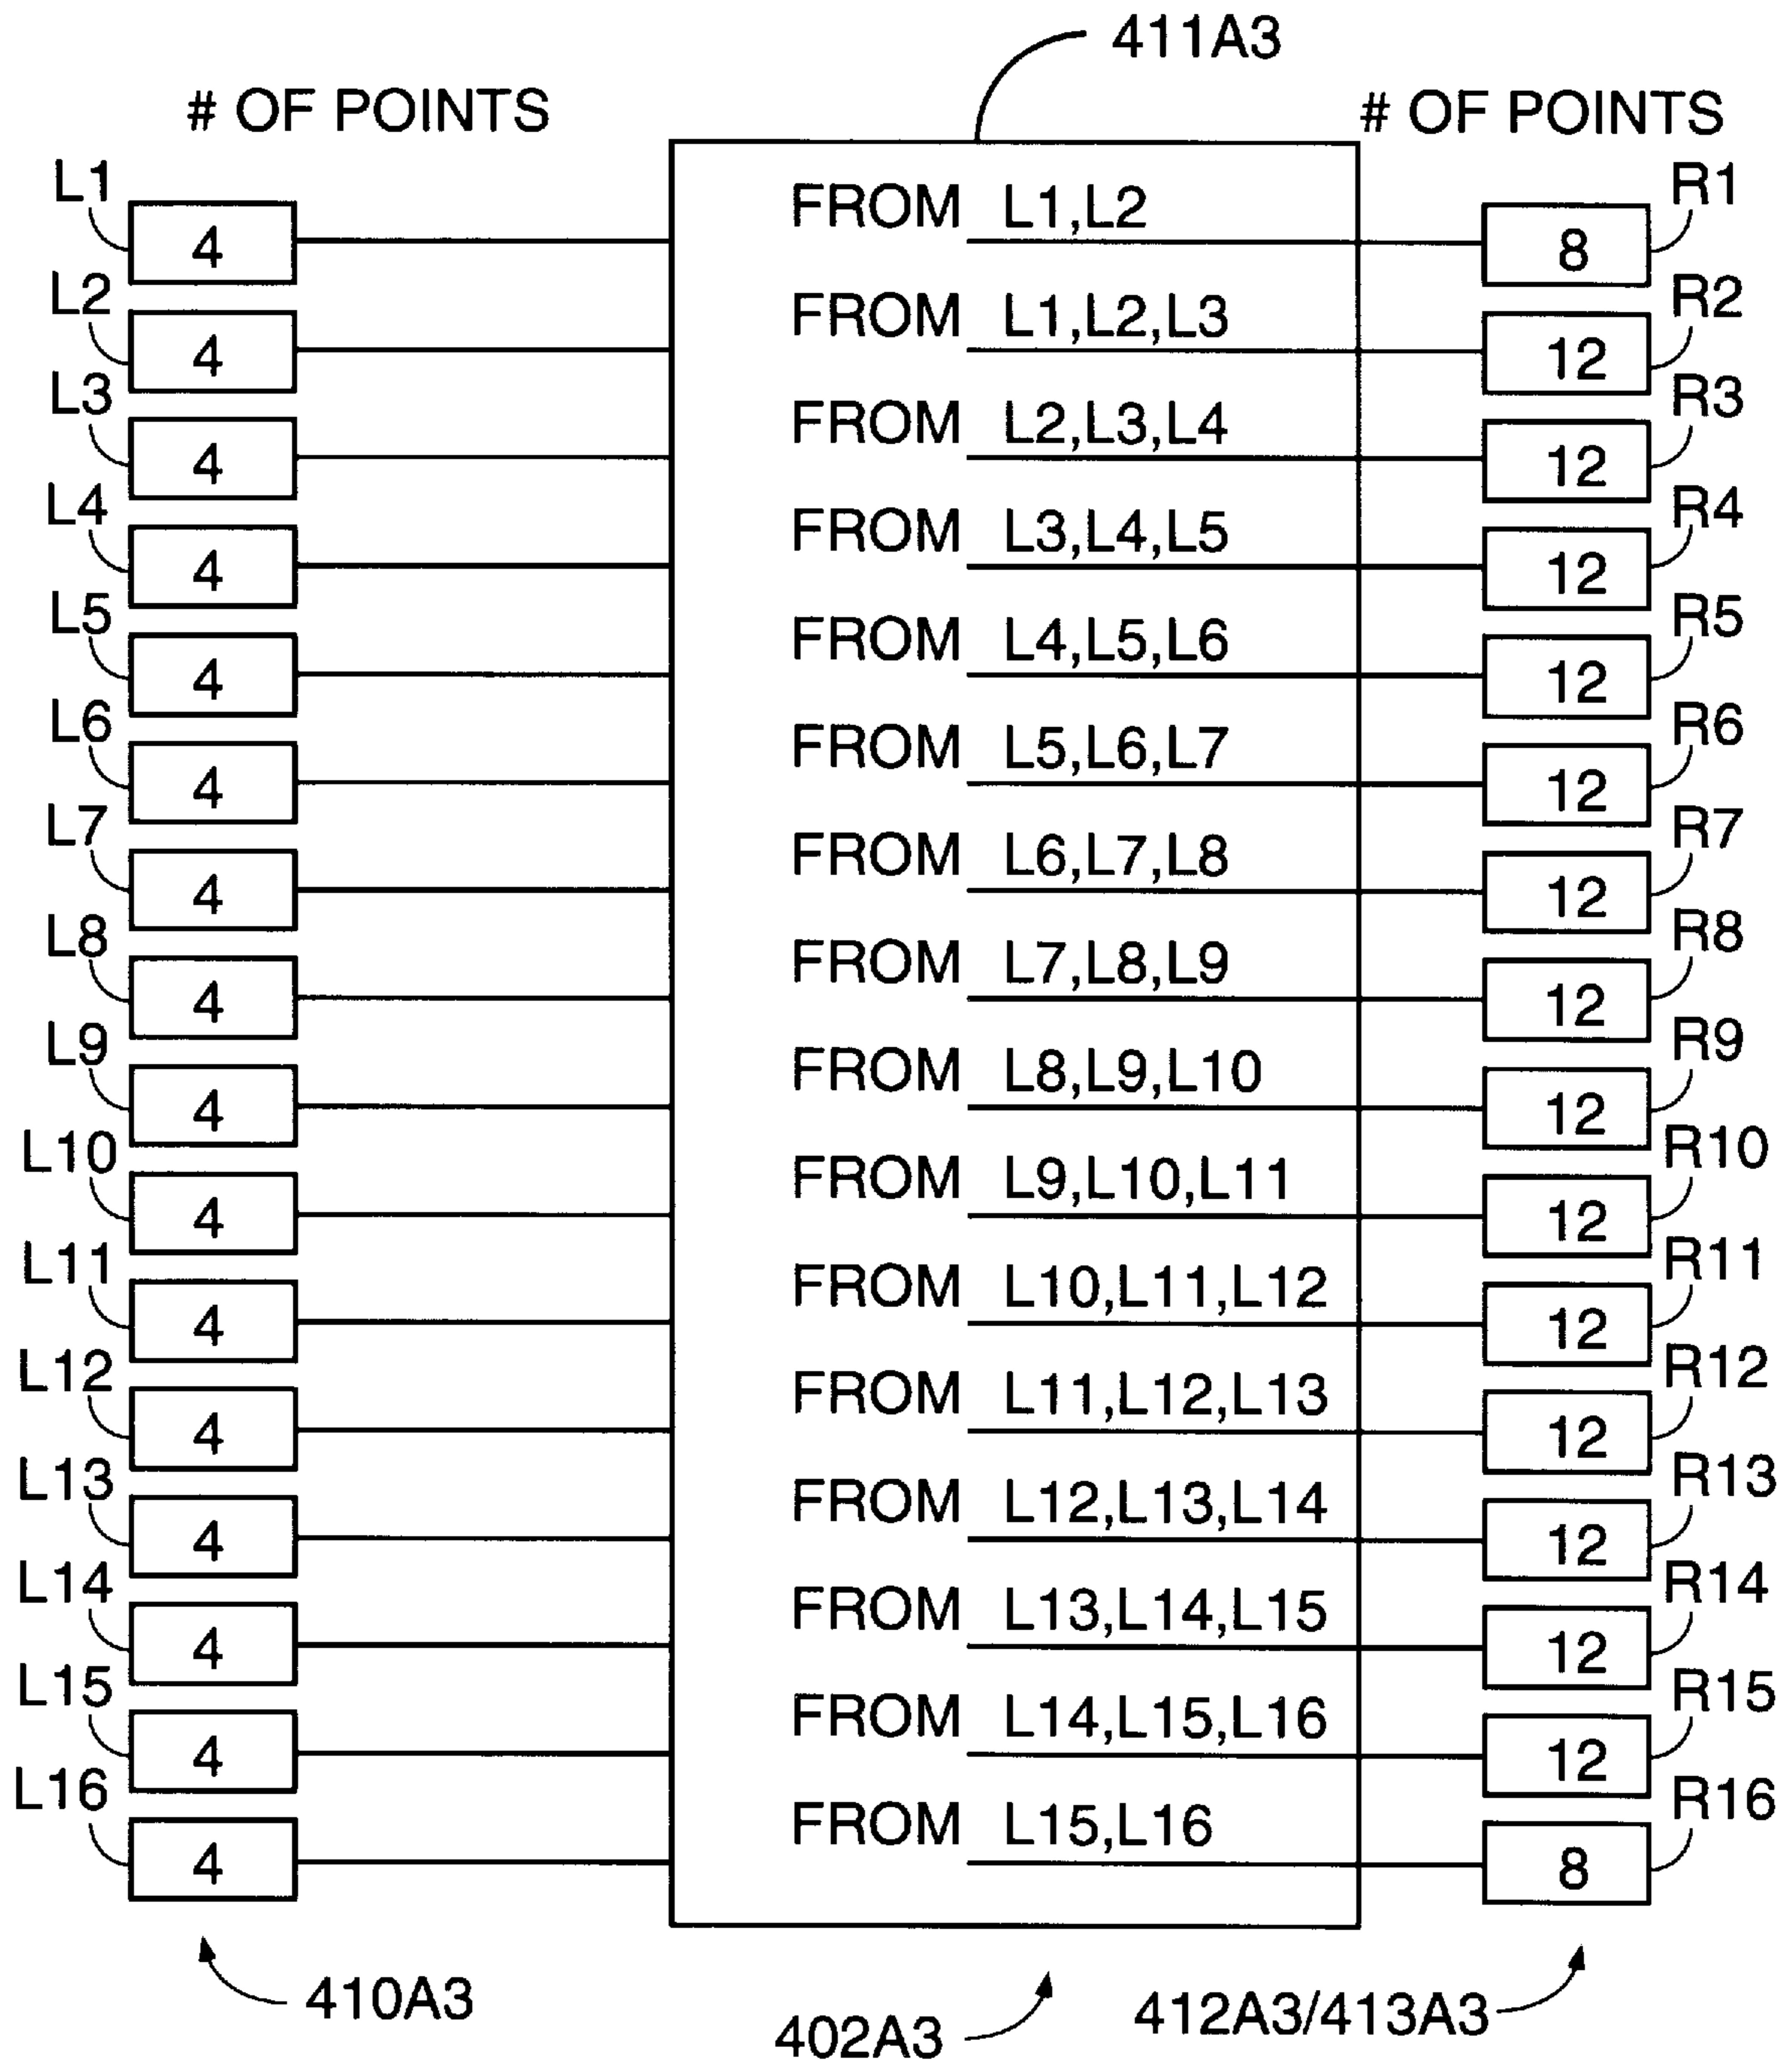 411A3
# OF POINTS # OF POINTS
L1 4 FROM L1,L2 8 R1
L2 4 FROM L1,L2,L3 12 R2
L3 4 FROM L2,L3,L4 12 R3
L4 4 FROM L3,L4,L5 12 R4
L5 4 FROM L4,L5,L6 12 R5
L6 4 FROM L5,L6,L7 12 R6
L7 4 FROM L6,L7,L8 12 R7
L8 4 FROM L7,L8,L9 12 R8
L9 4 FROM L8,L9,L10 12 R9
L10 4 FROM L9,L10,L11 12 R10
L11 4 FROM L10,L11,L12 12 R11
L12 4 FROM L11,L12,L13 12 R12
L13 4 FROM L12,L13,L14 12 R13
L14 4 FROM L13,L14,L15 12 R14
L15 4 FROM L14,L15,L16 12 R15
L16 4 FROM L15,L16 8 R16
410A3 402A3 412A3/413A3